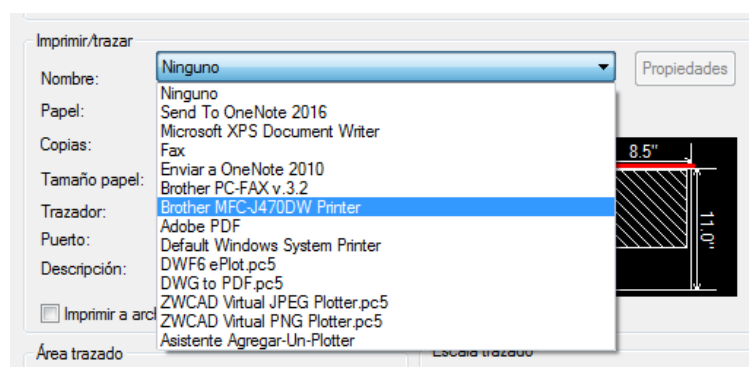 Imprimir/trazar
Nombre:
Ninguno
Propiedades
Ninguno
Papel:
Send To OneNote 2016
Microsoft XPS Document Writer
Copias:
Fax
8.5"
Enviar a OneNote 2010
Tamaño papel:
Brother PC-FAX v.3.2
Trazador:
Brother MFC-J470DW Printer
11.0"
Adobe PDF
Puerto:
Default Windows System Printer
Descripción:
DWF6 ePlot.pc5
DWG to PDF.pc5
ZWCAD Virtual JPEG Plotter.pc5
Imprimir a
ZWCAD Virtual PNG Plotter.pc5
Asistente Agregar-Un-Plotter
Área trazado
Escala trazado